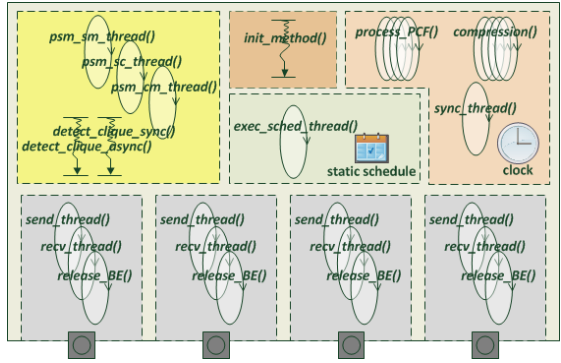 psm_sm_thread()
psm_sc_thread()
psm_cm_thread()
detect_clique_sync()
detect_clique_async()
init_method()
exec_sched_thread()
static schedule
process_PCF()
compression()
sync_thread()
clock
send_thread()
recv_thread()
release_BE()
send_thread()
recv_thread()
release_BE()
send_thread()
recv_thread()
release_BE()
send_thread()
recv_thread()
release_BE()